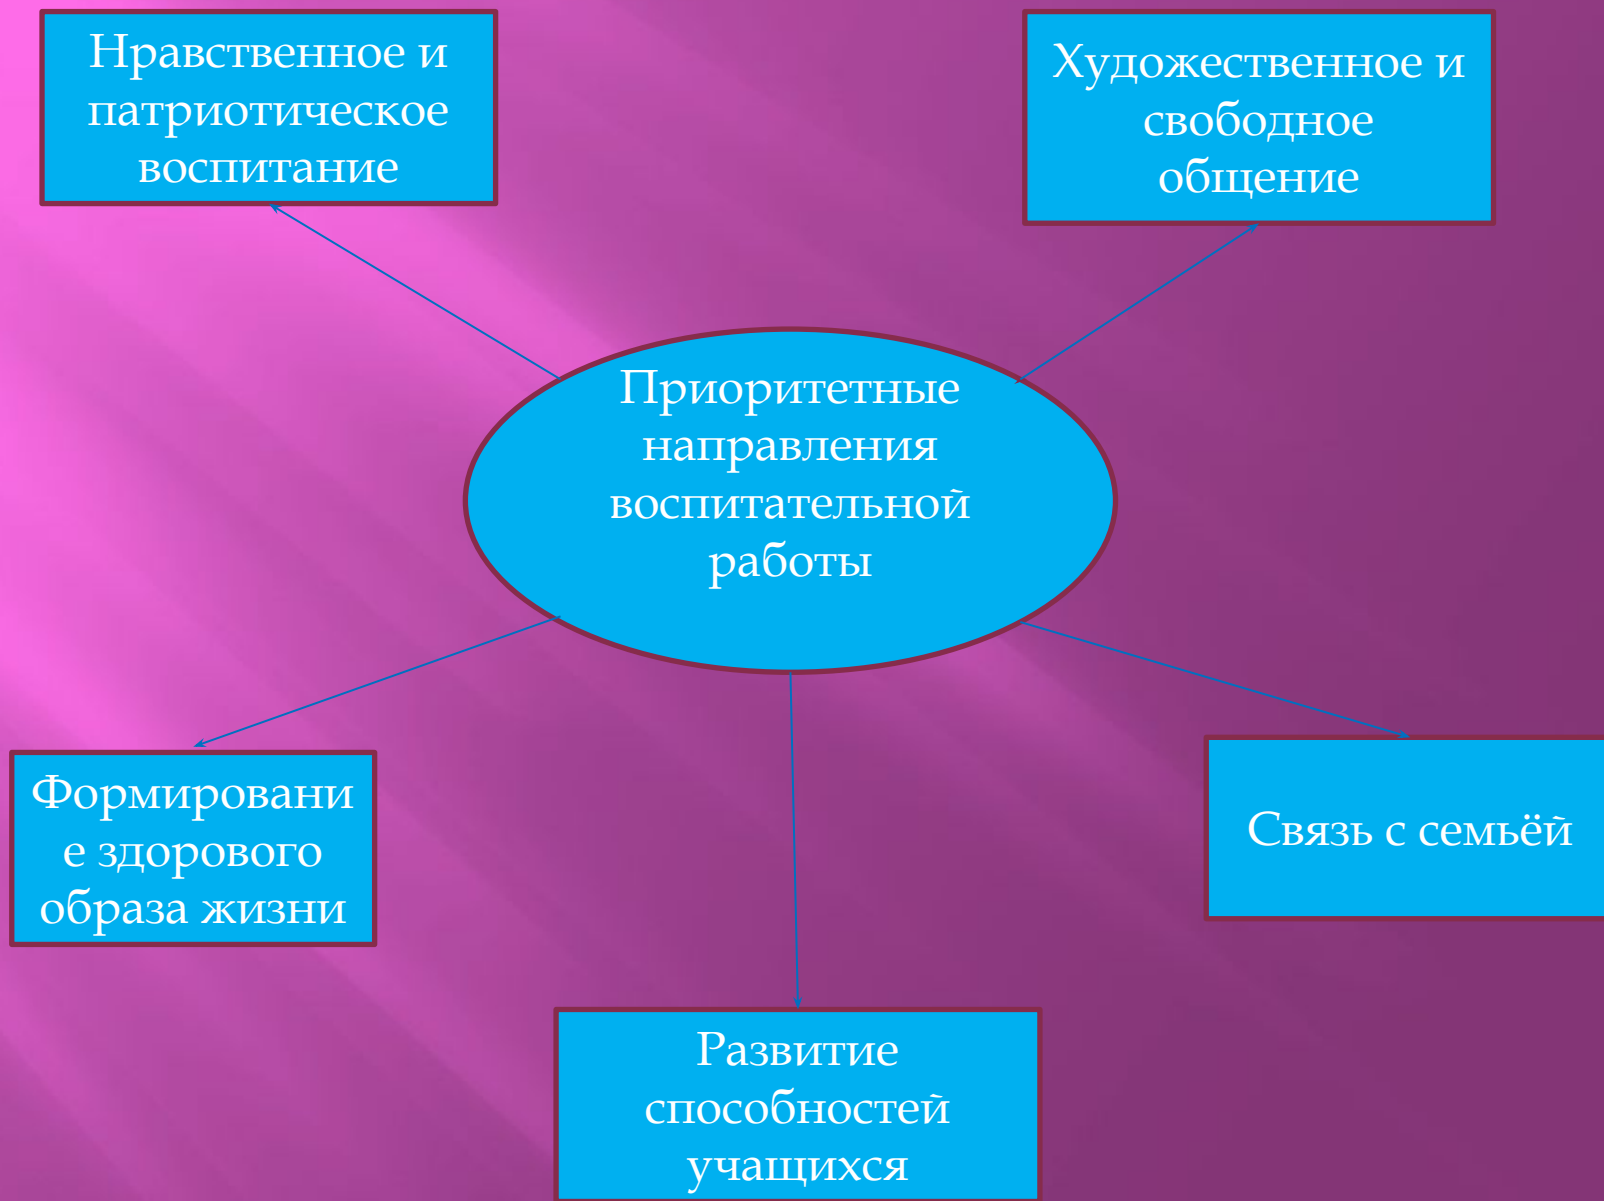 Нравственное и
патриотическое
воспитание
Художественное и
свободное
общение
Приоритетные
направления
воспитательной
работы
Формировани
е здорового
образа жизни
Связь с семьёй
Развитие
способностей
учащихся